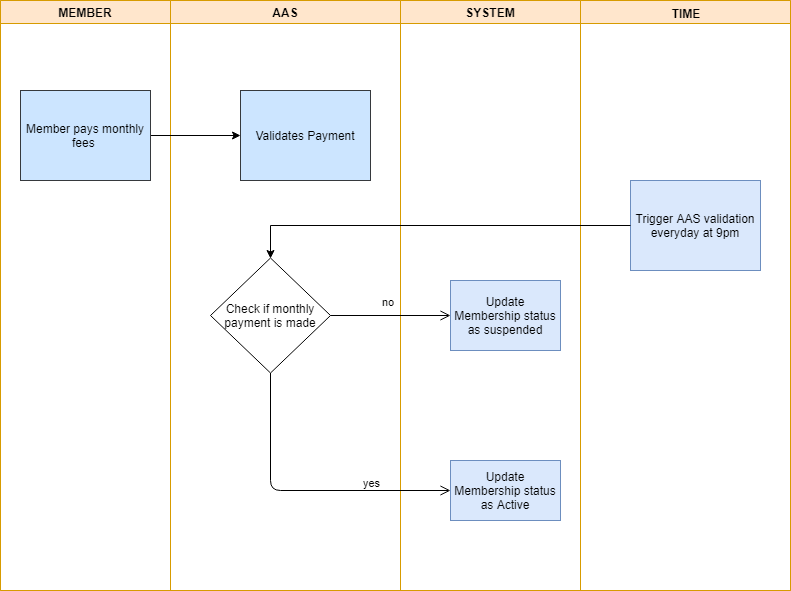 MEMBER
AAS
SYSTEM
TIME
Member pays monthly
fees
Validates Payment
Trigger AAS validation
everyday at 9pm
Check if monthly
payment is made
no
Update
Membership status
as suspended
yes
Update
Membership status
as Active